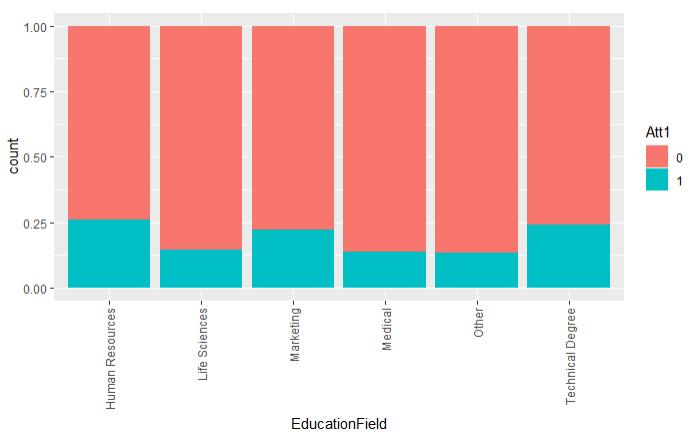 1.00
0.75
0.50
0.25
0.00
count
Human Resources
Life Sciences
Marketing
Medical
Other
Technical Degree
EducationField
Att1
0
1